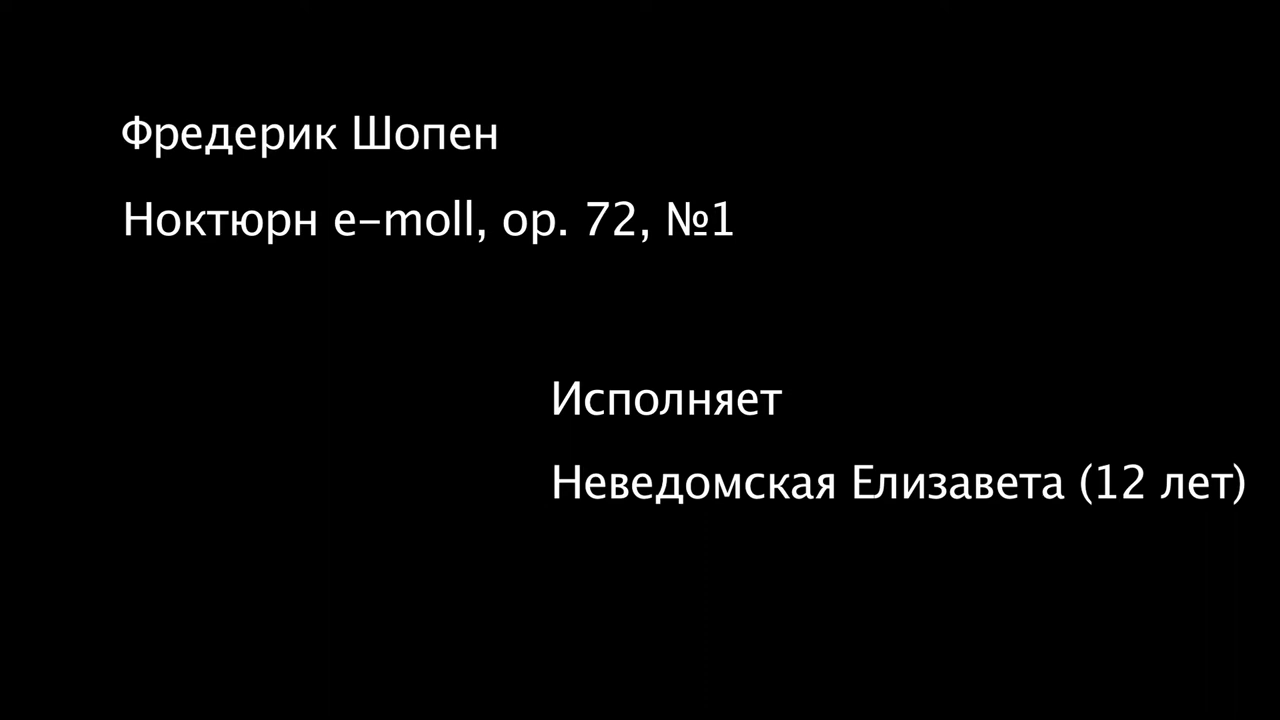 Фредерик Шопен
Ноктюрн e-moll, op. 72, №1
Исполняет
Неведомская Елизавета (12 лет)